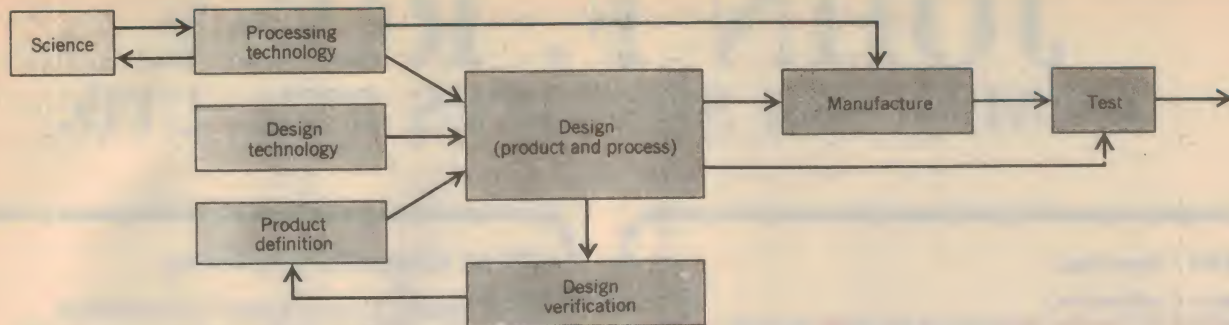 Science
Processing
technology
Design
technology
Product
definition
Design
(product and process)
Design
verification
Manufacture
Test